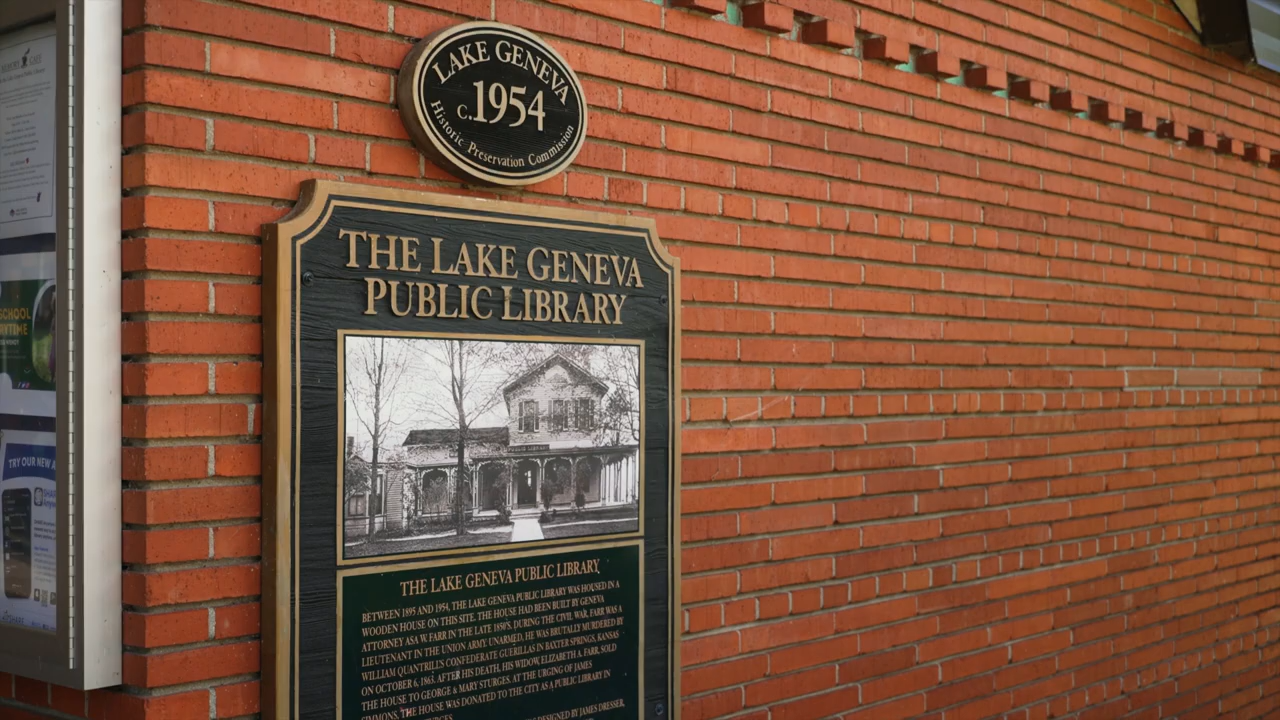 LAKE GENEVA
c.1954
Historic Preservation Commission
THE LAKE GENEVA
PUBLIC LIBRARY
THE LAKE GENEVA PUBLIC LIBRARY
BETWEEN 1895 AND 1954, THE LAKE GENEVA PUBLIC LIBRARY WAS HOUSED IN A
WOODEN HOUSE ON THIS SITE. THE HOUSE HAD BEEN BUILT BY GENEVA
ATTORNEY ASA W. FARR IN THE LATE 1850'S. DURING THE CIVIL WAR, FARR WAS A
LIEUTENANT IN THE UNION ARMY. UNARMED, HE WAS BRUTALLY MURDERED BY
WILLIAM QUANTRILL'S CONFEDERATE GUERILLAS IN BAXTER SPRINGS, KANSAS
ON OCTOBER 6, 1863. AFTER HIS DEATH, HIS WIDOW, ELIZABETH A. FARR, SOLD
THE HOUSE TO GEORGE & MARY STURGES. AT THE URGING OF JAMES
SIMMONS, THE HOUSE WAS DONATED TO THE CITY AS A PUBLIC LIBRARY IN
DESIGNED BY JAMES DRESSER,
SCHOOL
TRY OUR NEW